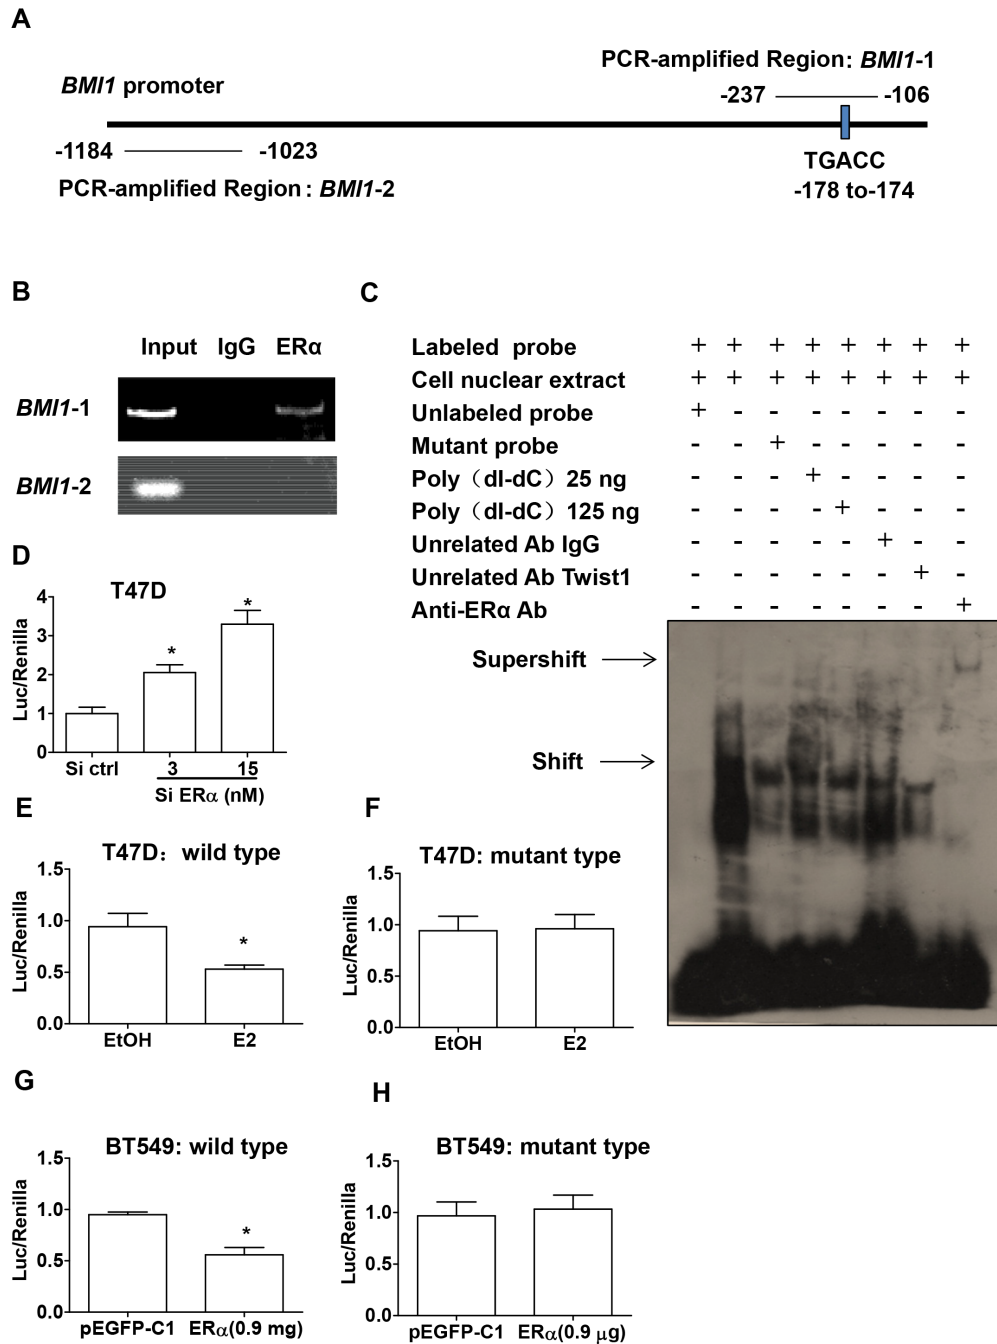 A
PCR-amplified Region: BMI1-1
BMI1 promoter
-237 -106
-1184 -1023
TGACC
PCR-amplified Region: BMI1-2
-178 to-174
B
Input IgG ERα
BMI1-1
BMI1-2
C
Labeled probe + + + + + + + +
Cell nuclear extract + + + + + + + +
Unlabeled probe + - - - - - - -
Mutant probe - - + - - - - -
Poly (dI-dC) 25 ng - - - + - - - -
Poly (dI-dC) 125 ng - - - - + - - -
Unrelated Ab IgG - - - - - + - -
Unrelated Ab Twist1 - - - - - - + -
Anti-ERα Ab - - - - - - - +
Supershift
Shift
D
T47D
Luc/Renilla
4
3
2
1
0
* *
Si ctrl 3 15
Si ERα (nM)
E
T47D: wild type
Luc/Renilla
1.5
1.0
0.5
0.0
*
EtOH E2
F
T47D: mutant type
Luc/Renilla
1.5
1.0
0.5
0.0
EtOH E2
G
BT549: wild type
Luc/Renilla
1.5
1.0
0.5
0.0
*
pEGFP-C1 ERα(0.9 mg)
H
BT549: mutant type
Luc/Renilla
1.5
1.0
0.5
0.0
pEGFP-C1 ERα(0.9 μg)